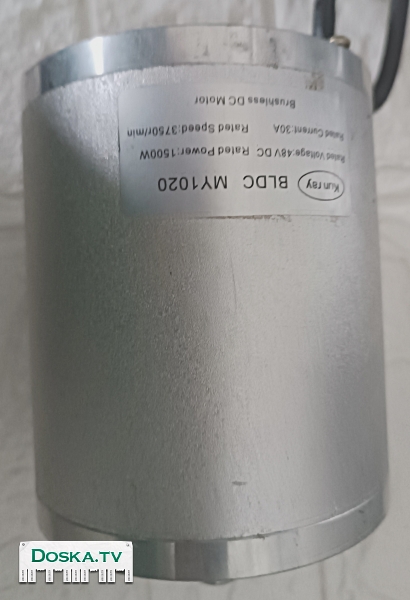 Kunray BLDC MY1020
Rated Voltage:48V DC Rated Power:1500W
Rated Current:30A Rated Speed:3750r/min
Brushless DC Motor
DOSKA.TV